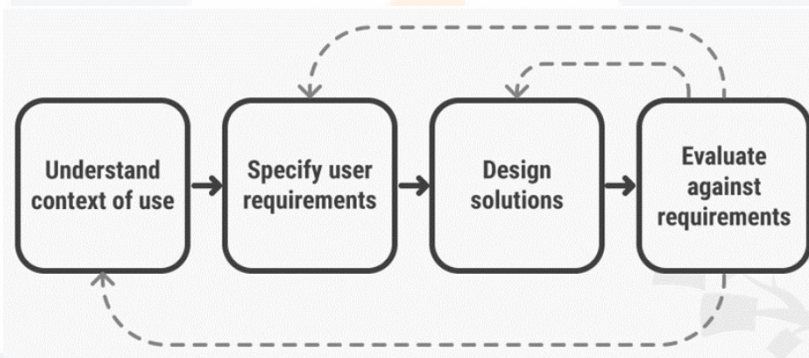 Understand
context of use
Specify user
requirements
Design
solutions
Evaluate
against
requirements